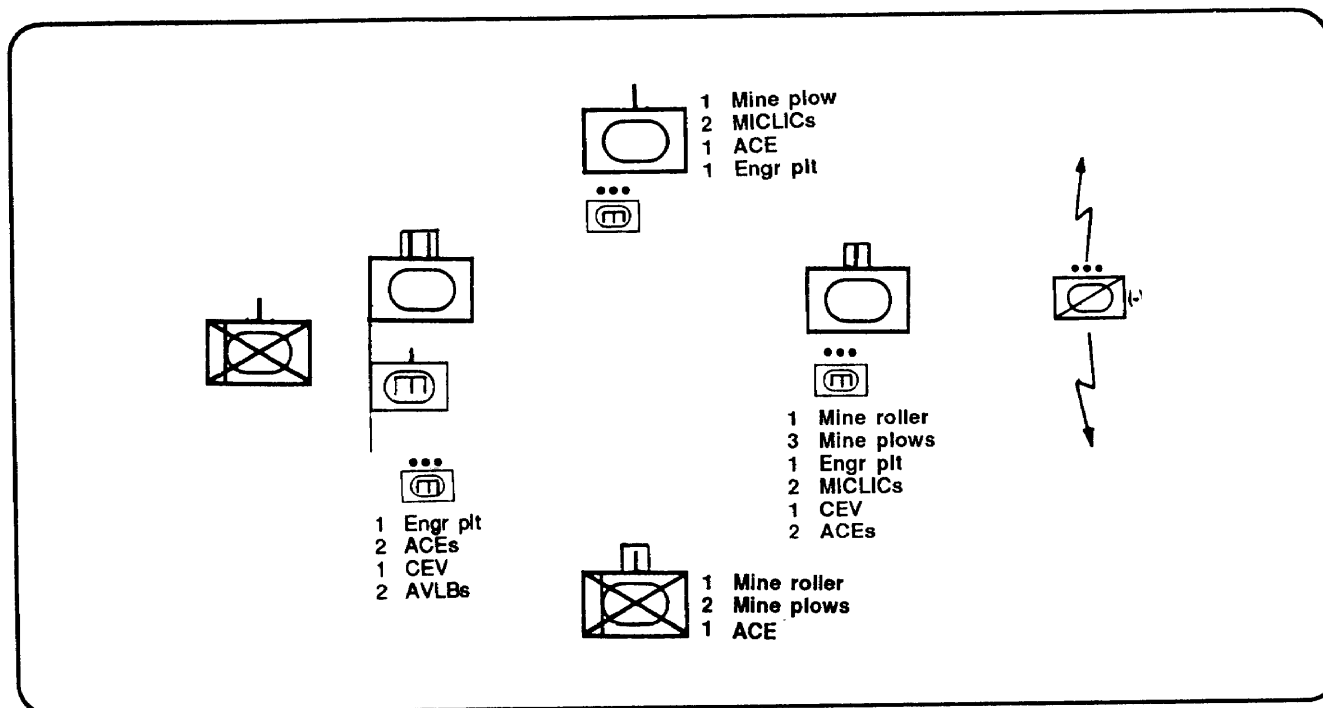 1 Mine plow
2 MICLICs
1 ACE
1 Engr plt
(-)
1 Mine roller
3 Mine plows
1 Engr plt
2 MICLICs
1 CEV
2 ACEs
1 Engr plt
2 ACEs
1 CEV
2 AVLBs
1 Mine roller
2 Mine plows
1 ACE